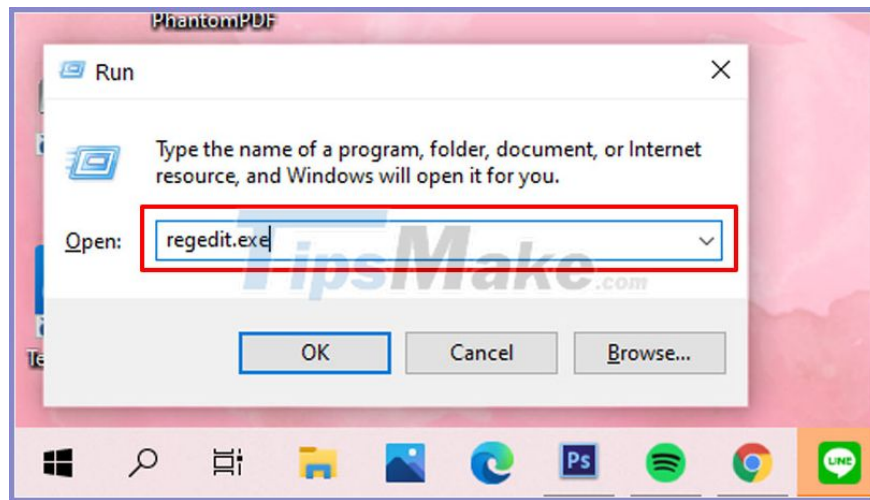 PhantomPDF
Run
Type the name of a program, folder, document, or Internet
resource, and Windows will open it for you.
Open: regedit.exe
TipsMake.com
OK Cancel Browse...
Te
Ps
LINE